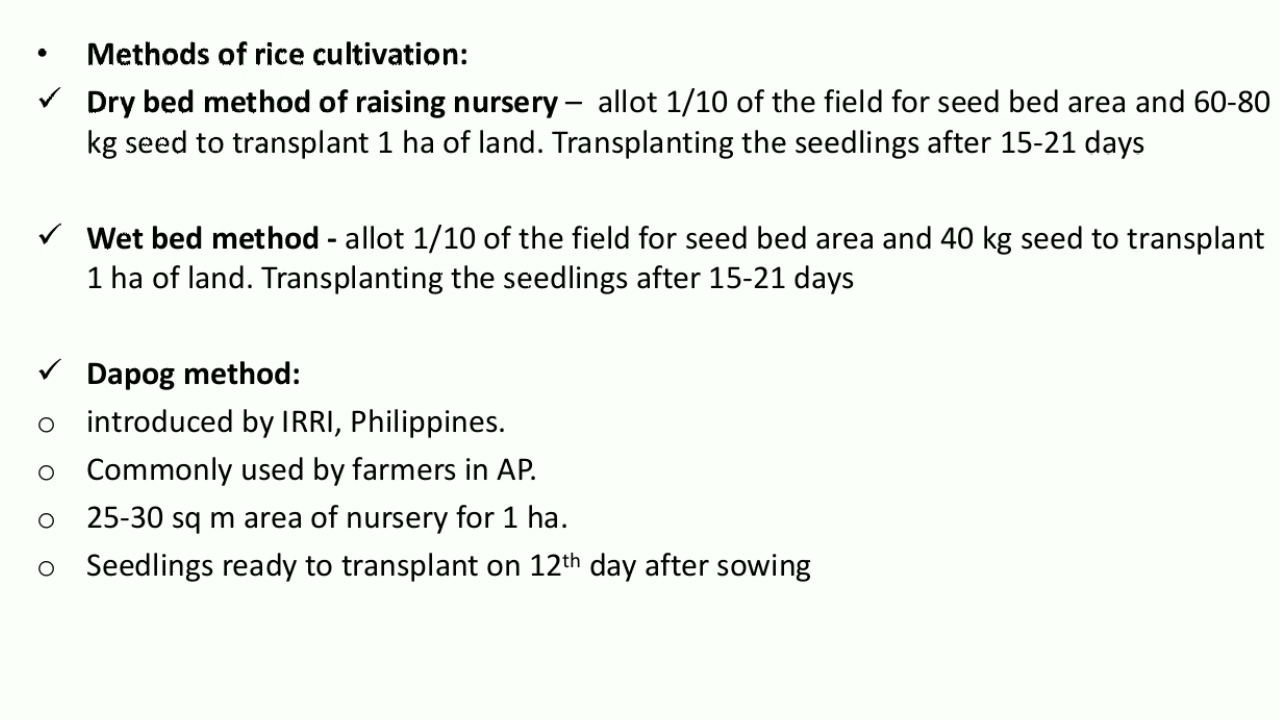 • Methods of rice cultivation:
✓ Dry bed method of raising nursery – allot 1/10 of the field for seed bed area and 60-80
kg seed to transplant 1 ha of land. Transplanting the seedlings after 15-21 days
✓ Wet bed method - allot 1/10 of the field for seed bed area and 40 kg seed to transplant
1 ha of land. Transplanting the seedlings after 15-21 days
✓ Dapog method:
o introduced by IRRI, Philippines.
o Commonly used by farmers in AP.
o 25-30 sq m area of nursery for 1 ha.
o Seedlings ready to transplant on 12th day after sowing